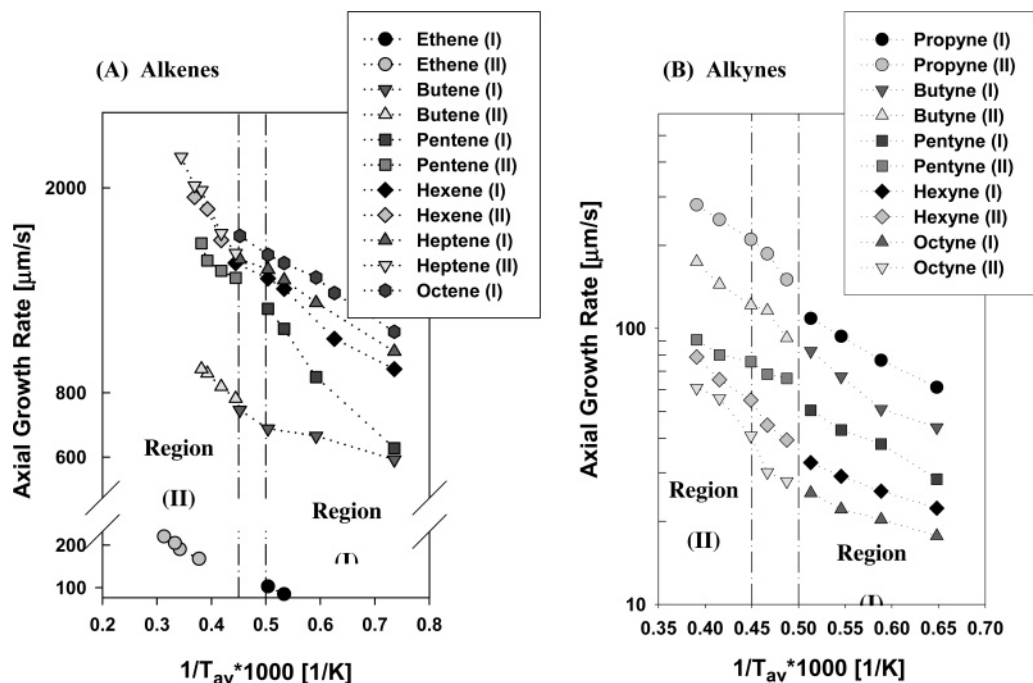 (A) Alkenes
Ethene (I)
Ethene (II)
Butene (I)
Butene (II)
Pentene (I)
Pentene (II)
Hexene (I)
Hexene (II)
Heptene (I)
Heptene (II)
Octene (I)
Axial Growth Rate [μm/s]
2000
800
600
200
100
Region
(II)
Region
(I)
0.2 0.3 0.4 0.5 0.6 0.7 0.8
1/Tav*1000 [1/K]
(B) Alkynes
Propyne (I)
Propyne (II)
Butyne (I)
Butyne (II)
Pentyne (I)
Pentyne (II)
Hexyne (I)
Hexyne (II)
Octyne (I)
Octyne (II)
Axial Growth Rate [μm/s]
100
10
Region
(II)
Region
(I)
0.35 0.40 0.45 0.50 0.55 0.60 0.65 0.70
1/Tav*1000 [1/K]